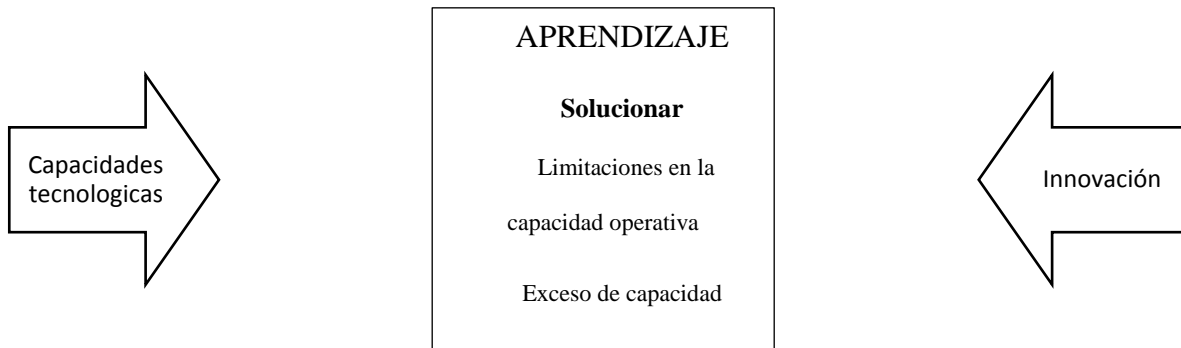 APRENDIZAJE
Solucionar
Capacidades
tecnologicas
Limitaciones en la
capacidad operativa
Exceso de capacidad
Innovación